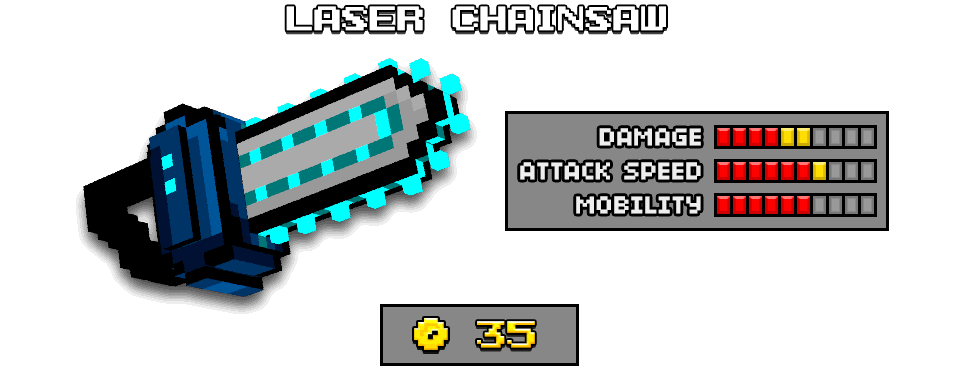 LASER CHAINSAW
DAMAGE
ATTACK SPEED
MOBILITY
35